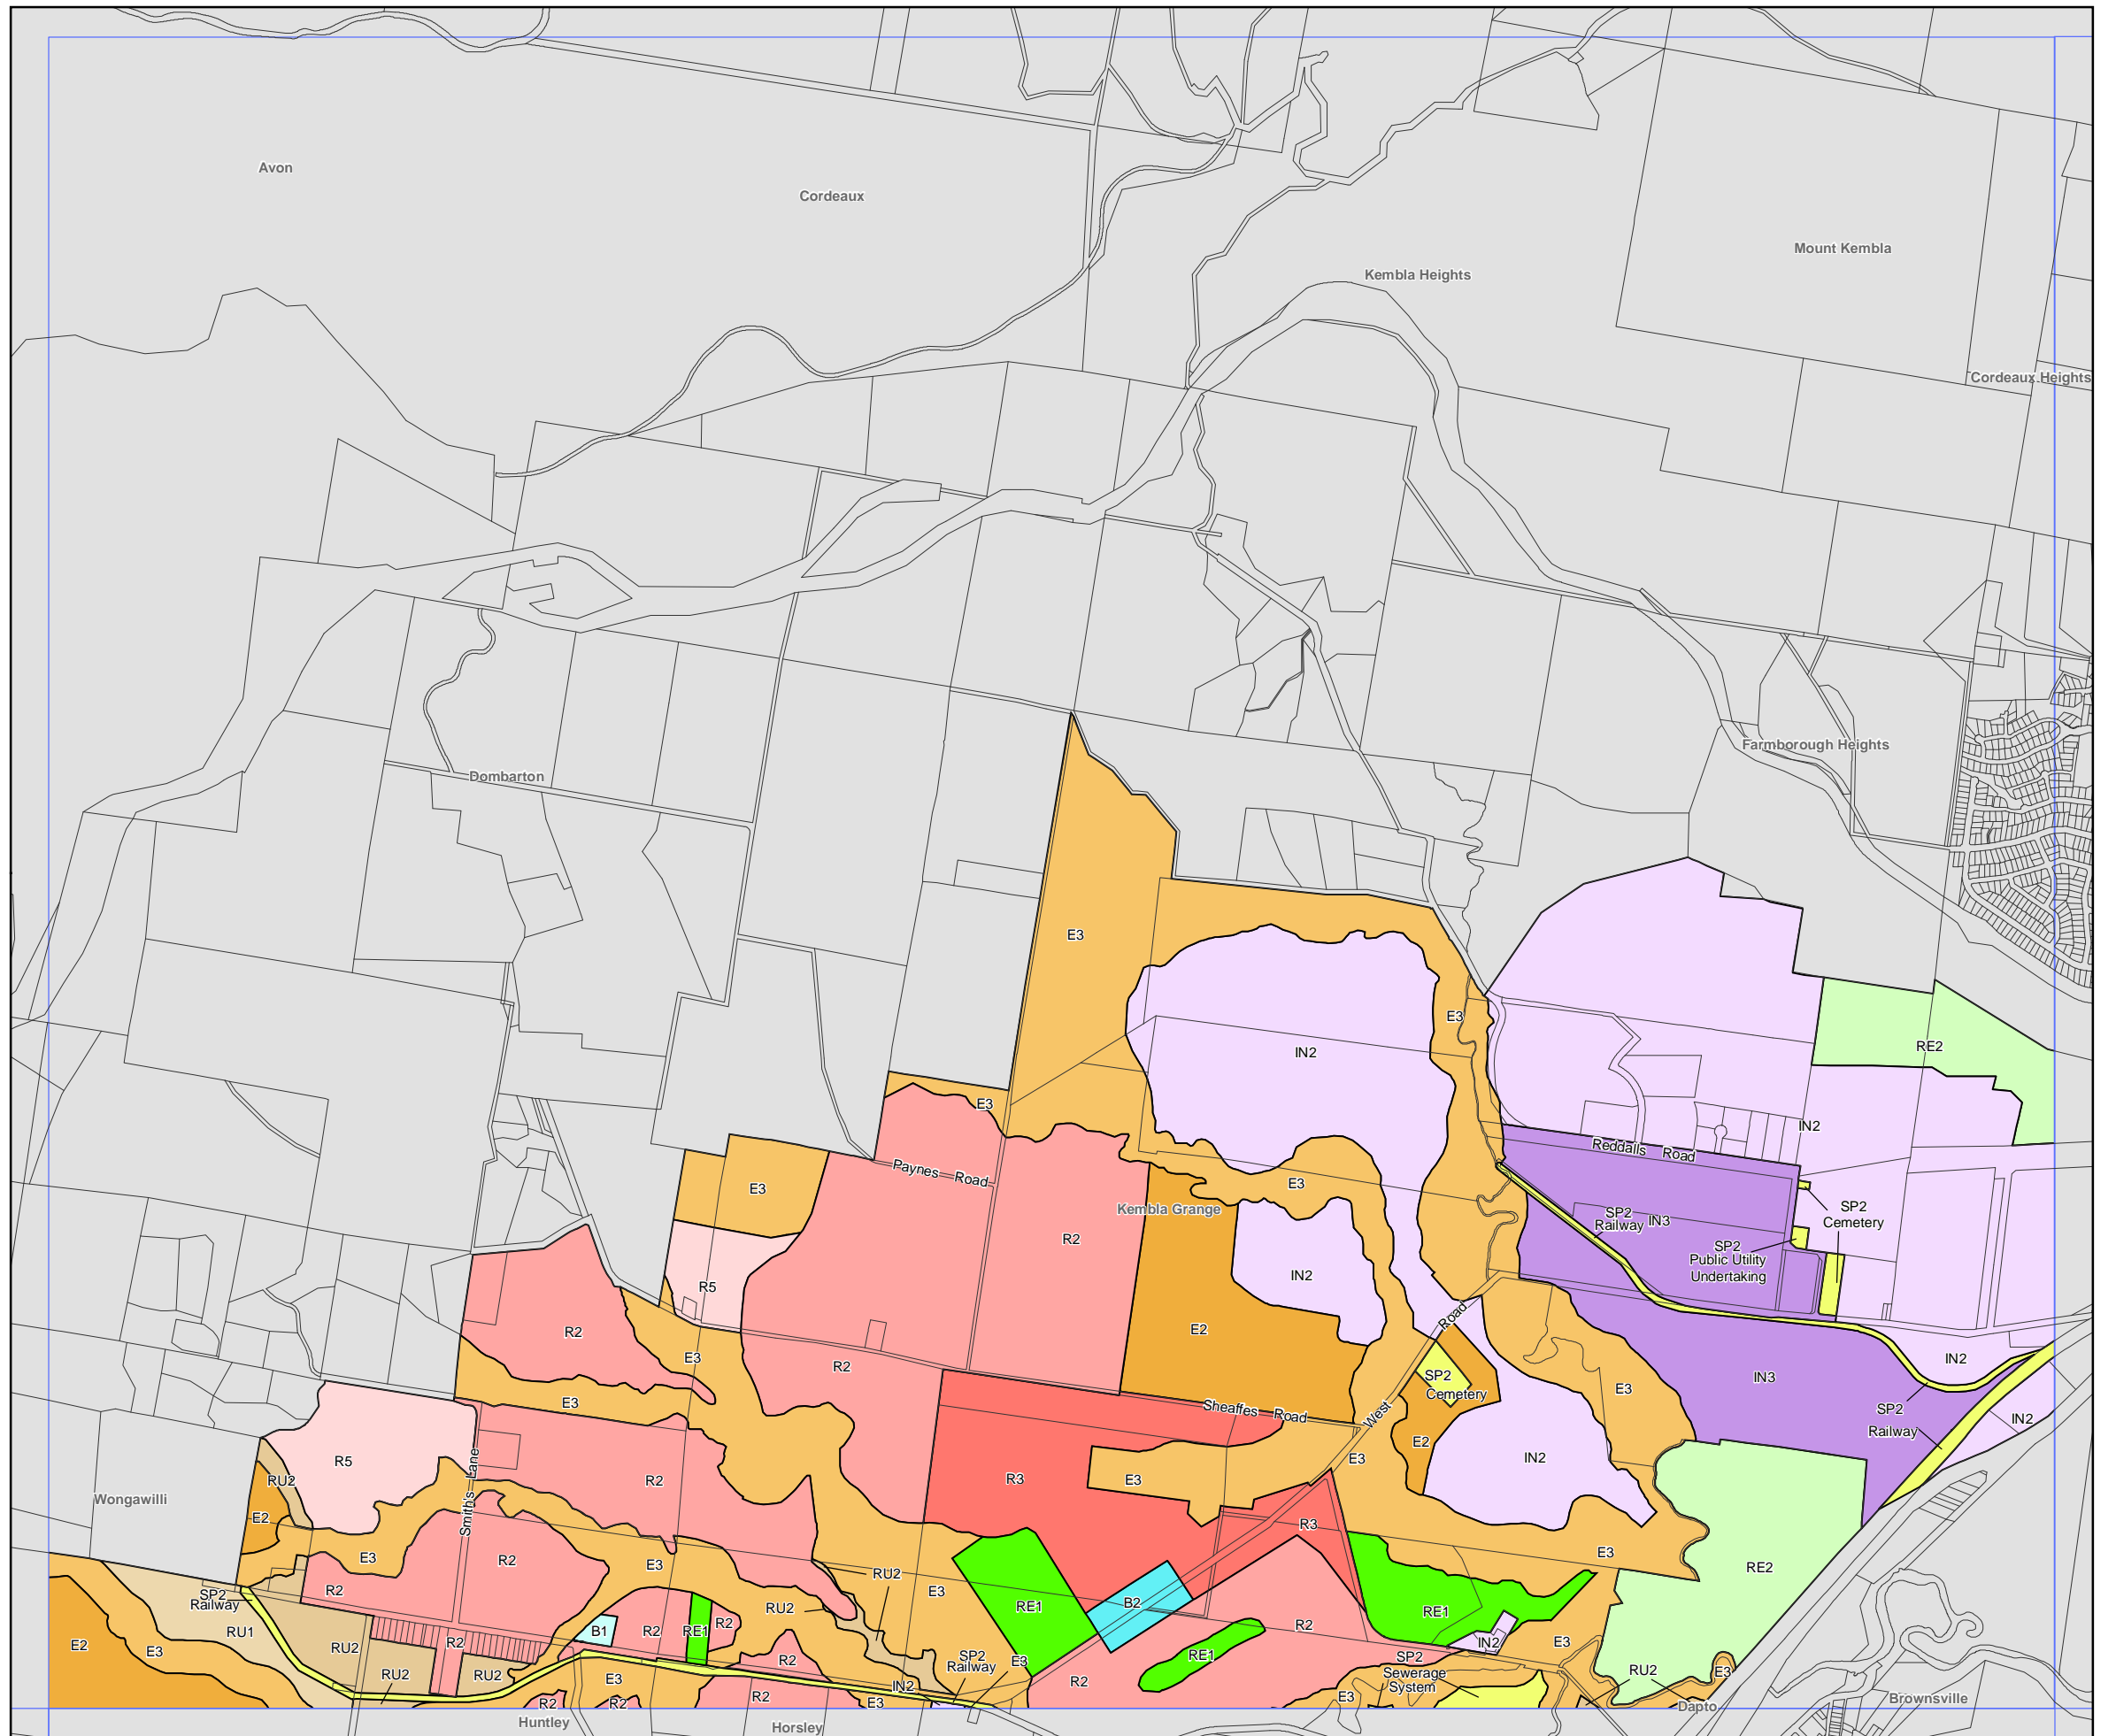 Avon
Cordeaux
Mount Kembla
Kembla Heights
Cordeaux Heights
Farmborough Heights
Dombarton
E3
E3
IN2
RE2
E3
IN2
Reddalls Road
Paynes Road
E3
E3
Kembla Grange
SP2
Cemetery
SP2
Railway
IN3
R2
SP2
Public Utility
Undertaking
R5
IN2
Road
R2
E2
E3
R2
IN2
SP2
Cemetery
IN3
E3
E3
Sheaffes Road
West
SP2
Railway
IN2
E2
Smith's Lane
R5
RU2
R2
R3
E3
E3
IN2
Wongawilli
E2
R3
E3
R2
E3
E3
RE2
RU2
SP2
Railway
R2
E3
RU2
RE1
B2
RE1
RU1
B1
R2
RE1
R2
R2
E2
E3
RU2
R2
IN2
E3
R2
RE1
SP2
Railway
E3
SP2
Sewerage
System
RU2
E3
RU2
RU2
E3
R2
IN2
R2
R2
R2
E3
E3
Dapto
Brownsville
Huntley
Horsley